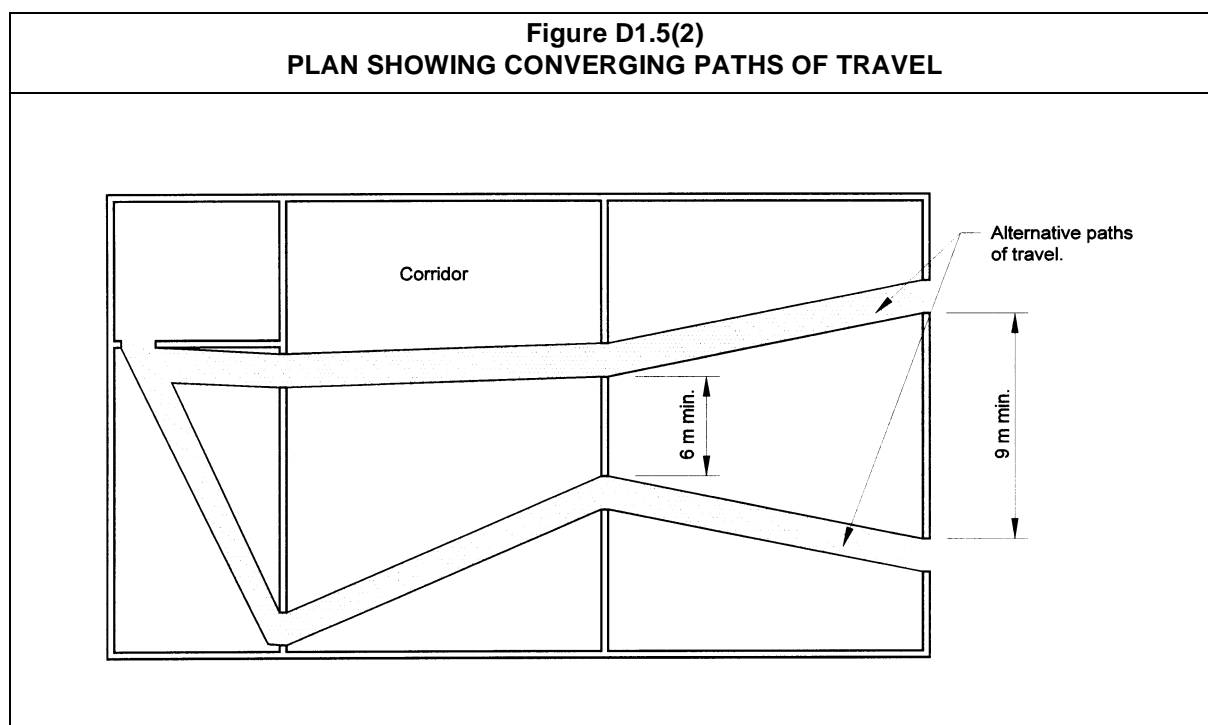 Figure D1.5(2)
PLAN SHOWING CONVERGING PATHS OF TRAVEL
Corridor
Alternative paths
of travel.
6 m min.
9 m min.